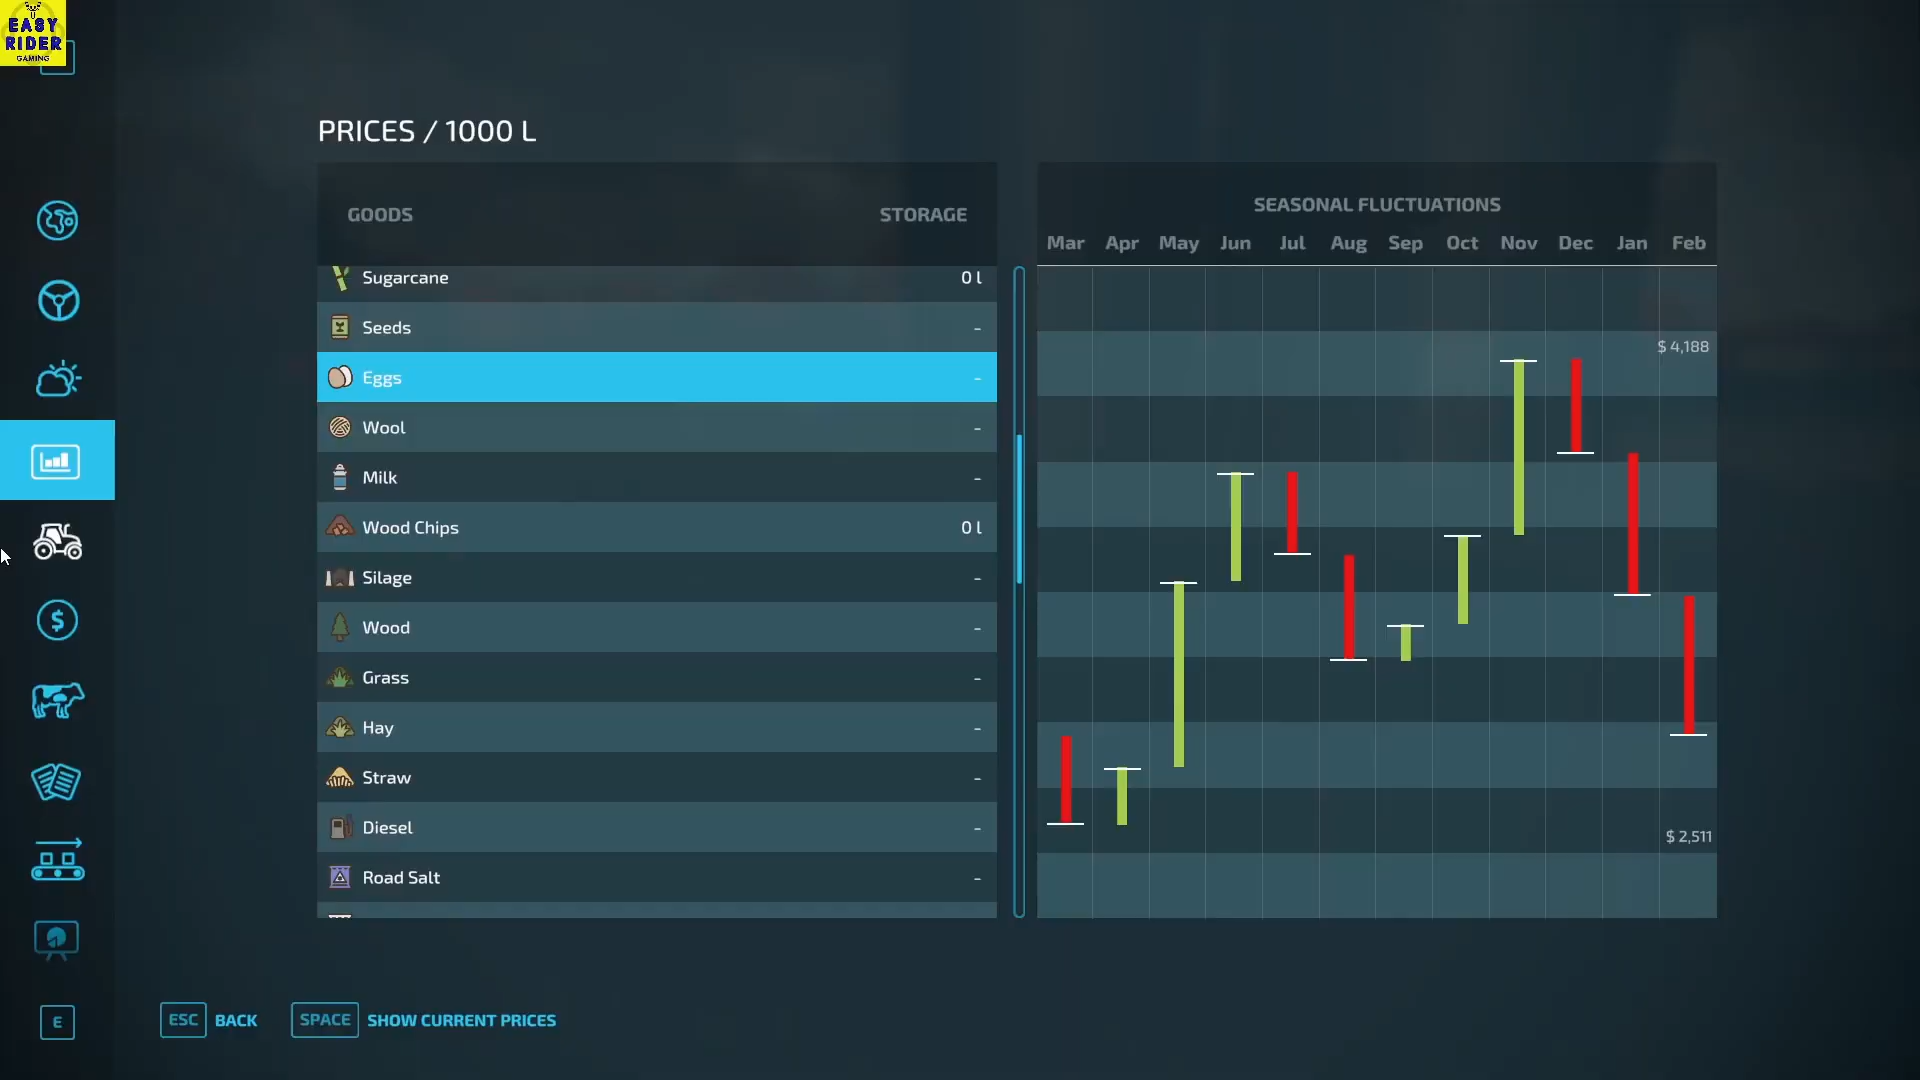 EASY
RIDER
GAMING
PRICES / 1000 L
GOODS STORAGE
Sugarcane 0 l
Seeds -
Eggs -
Wool -
Milk -
Wood Chips 0 l
Silage -
Wood -
Grass -
Hay -
Straw -
Diesel -
Road Salt -
SEASONAL FLUCTUATIONS
Mar Apr May Jun Jul Aug Sep Oct Nov Dec Jan Feb
$ 4,188
$ 2,511
$
E
ESC BACK SPACE SHOW CURRENT PRICES